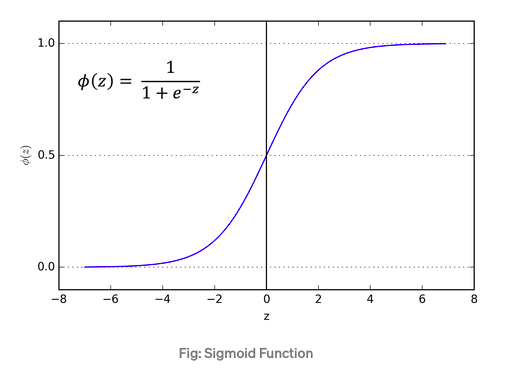 1.0
ϕ(z) = 1 / (1 + e^{−z})
ϕ(z)
0.5
0.0
−8 −6 −4 −2 0 2 4 6 8
z
Fig: Sigmoid Function